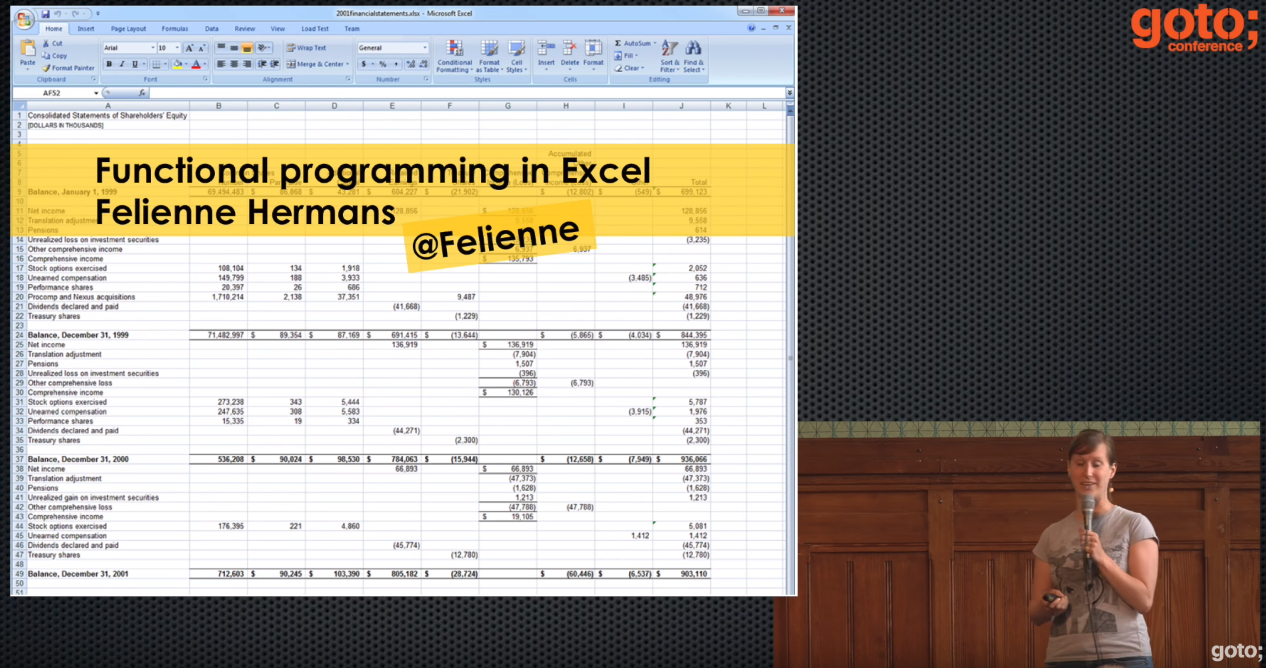 2001financialstatements.xlsx - Microsoft Excel
Home Insert Page Layout Formulas Data Review View Load Test Team
Cut Copy Format Painter Paste Clipboard
Arial 10 Font
Wrap Text Merge & Center Alignment
General Number
Conditional Formatting Format as Table Cell Styles Styles
Insert Delete Format Cells
AutoSum Fill Clear Sort & Filter Find & Select Editing
AF52
A B C D E F G H I J K L
1 Consolidated Statements of Shareholders' Equity
2 [DOLLARS IN THOUSANDS]
3
Accumulated
Functional programming in Excel
Felienne Hermans
@Felienne
Total
9 Balance, January 1, 1999 604,227 $ (21,902) $ (12,802) $ (549) $ 699,123
10
11 Net income 128,856
12 Translation adjustment 9,558
13 Pensions 614
14 Unrealized loss on investment securities (3,235)
15 Other comprehensive income 6,937
16 Comprehensive income $ 135,793
17 Stock options exercised 108,104 134 1,918 2,052
18 Unearned compensation 149,799 188 3,933 (3,485) 636
19 Performance shares 20,397 26 686 712
20 Procomp and Nexus acquisitions 1,710,214 2,138 37,351 9,487 48,976
21 Dividends declared and paid (41,668) (41,668)
22 Treasury shares (1,229) (1,229)
23
24 Balance, December 31, 1999 71,482,997 $ 89,354 $ 87,169 $ 691,415 $ (13,644) $ (5,865) $ (4,034) $ 844,395
25 Net income 136,919 $ 136,919 136,919
26 Translation adjustment (7,904) (7,904)
27 Pensions 1,507 1,507
28 Unrealized loss on investment securities (396) (396)
29 Other comprehensive loss (6,793) (6,793)
30 Comprehensive income $ 130,126
31 Stock options exercised 273,238 343 5,444 5,787
32 Unearned compensation 247,635 308 5,583 (3,915) 1,976
33 Performance shares 15,335 19 334 353
34 Dividends declared and paid (44,271) (44,271)
35 Treasury shares (2,300) (2,300)
36
37 Balance, December 31, 2000 536,208 $ 90,024 $ 98,530 $ 784,063 $ (15,944) $ (12,658) $ (7,949) $ 936,066
38 Net income 66,893 $ 66,893 66,893
39 Translation adjustment (47,373) (47,373)
40 Pensions (1,628) (1,628)
41 Unrealized gain on investment securities 1,213 1,213
42 Other comprehensive loss (47,788) (47,788)
43 Comprehensive income $ 19,105
44 Stock options exercised 176,395 221 4,860 5,081
45 Unearned compensation 1,412 1,412
46 Dividends declared and paid (45,774) (45,774)
47 Treasury shares (12,780) (12,780)
48
49 Balance, December 31, 2001 712,603 $ 90,245 $ 103,390 $ 805,182 $ (28,724) $ (60,446) $ (6,537) $ 903,110
50
51
goto;
conference
goto;